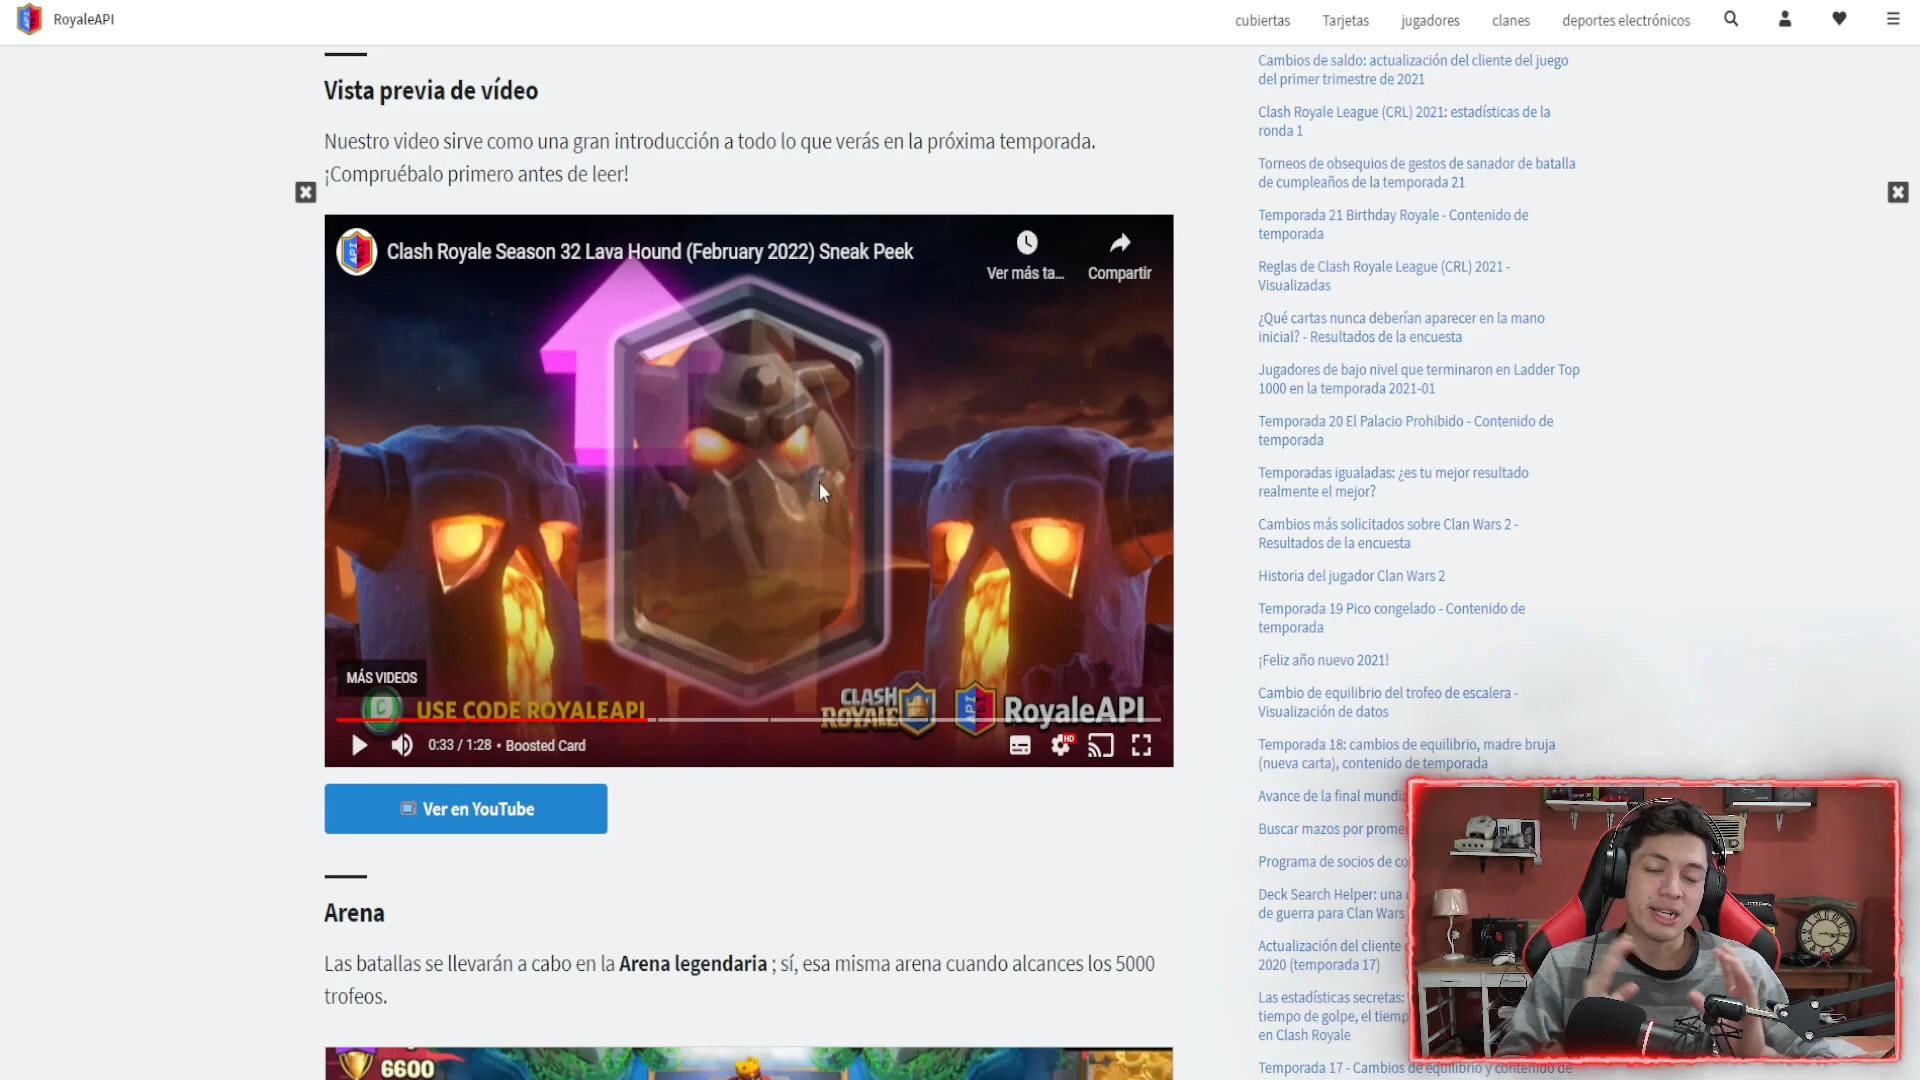 RoyaleAPI
cubiertas
Tarjetas
jugadores
clanes
deportes electrónicos
Vista previa de vídeo
Nuestro video sirve como una gran introducción a todo lo que verás en la próxima temporada.
¡Compruébalo primero antes de leer!
Clash Royale Season 32 Lava Hound (February 2022) Sneak Peek
Ver más ta...
Compartir
MÁS VIDEOS
USE CODE ROYALEAPI
CLASH
ROYALE
RoyaleAPI
0:33 / 1:28 • Boosted Card
HD
Ver en YouTube
Arena
Las batallas se llevarán a cabo en la Arena legendaria ; sí, esa misma arena cuando alcances los 5000
trofeos.
6600
Cambios de saldo: actualización del cliente del juego
del primer trimestre de 2021
Clash Royale League (CRL) 2021: estadísticas de la
ronda 1
Torneos de obsequios de gestos de sanador de batalla
de cumpleaños de la temporada 21
Temporada 21 Birthday Royale - Contenido de
temporada
Reglas de Clash Royale League (CRL) 2021 -
Visualizadas
¿Qué cartas nunca deberían aparecer en la mano
inicial? - Resultados de la encuesta
Jugadores de bajo nivel que terminaron en Ladder Top
1000 en la temporada 2021-01
Temporada 20 El Palacio Prohibido - Contenido de
temporada
Temporadas igualadas: ¿es tu mejor resultado
realmente el mejor?
Cambios más solicitados sobre Clan Wars 2 -
Resultados de la encuesta
Historia del jugador Clan Wars 2
Temporada 19 Pico congelado - Contenido de
temporada
¡Feliz año nuevo 2021!
Cambio de equilibrio del trofeo de escalera -
Visualización de datos
Temporada 18: cambios de equilibrio, madre bruja
(nueva carta), contenido de temporada
Avance de la final mundia
Buscar mazos por prome
Programa de socios de co
Deck Search Helper: una
de guerra para Clan Wars
Actualización del cliente
2020 (temporada 17)
Las estadísticas secretas:
tiempo de golpe, el tiemp
en Clash Royale
Temporada 17 - Cambios de equilibrio y contenido de